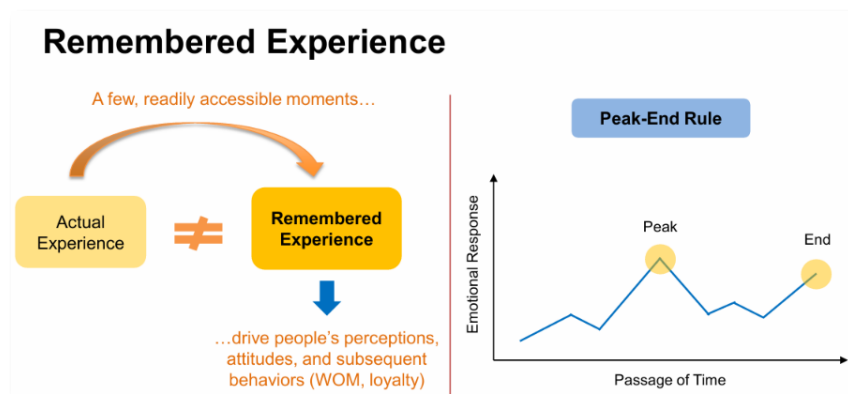 Remembered Experience
A few, readily accessible moments…
Actual
Experience
≠
Remembered
Experience
…drive people’s perceptions,
attitudes, and subsequent
behaviors (WOM, loyalty)
Peak-End Rule
Emotional Response
Peak
End
Passage of Time